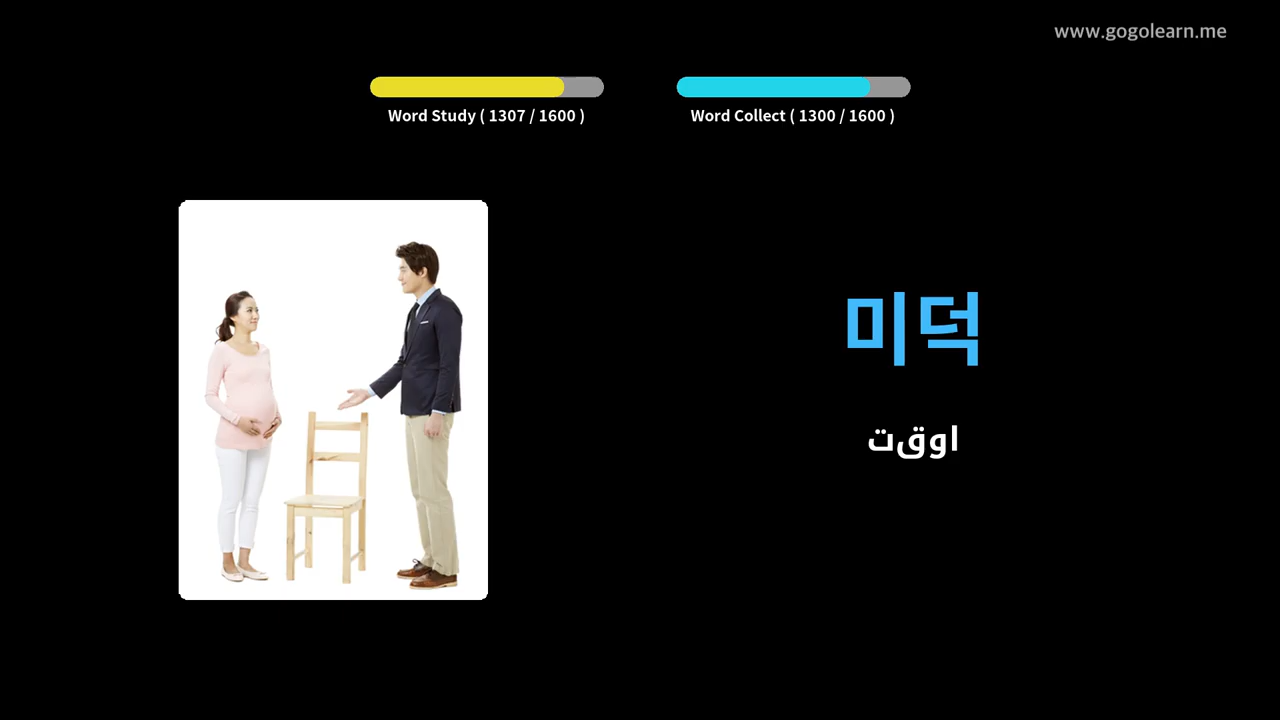 www.gogolearn.me
Word Study ( 1307 / 1600 )
Word Collect ( 1300 / 1600 )
미덕
اوقت